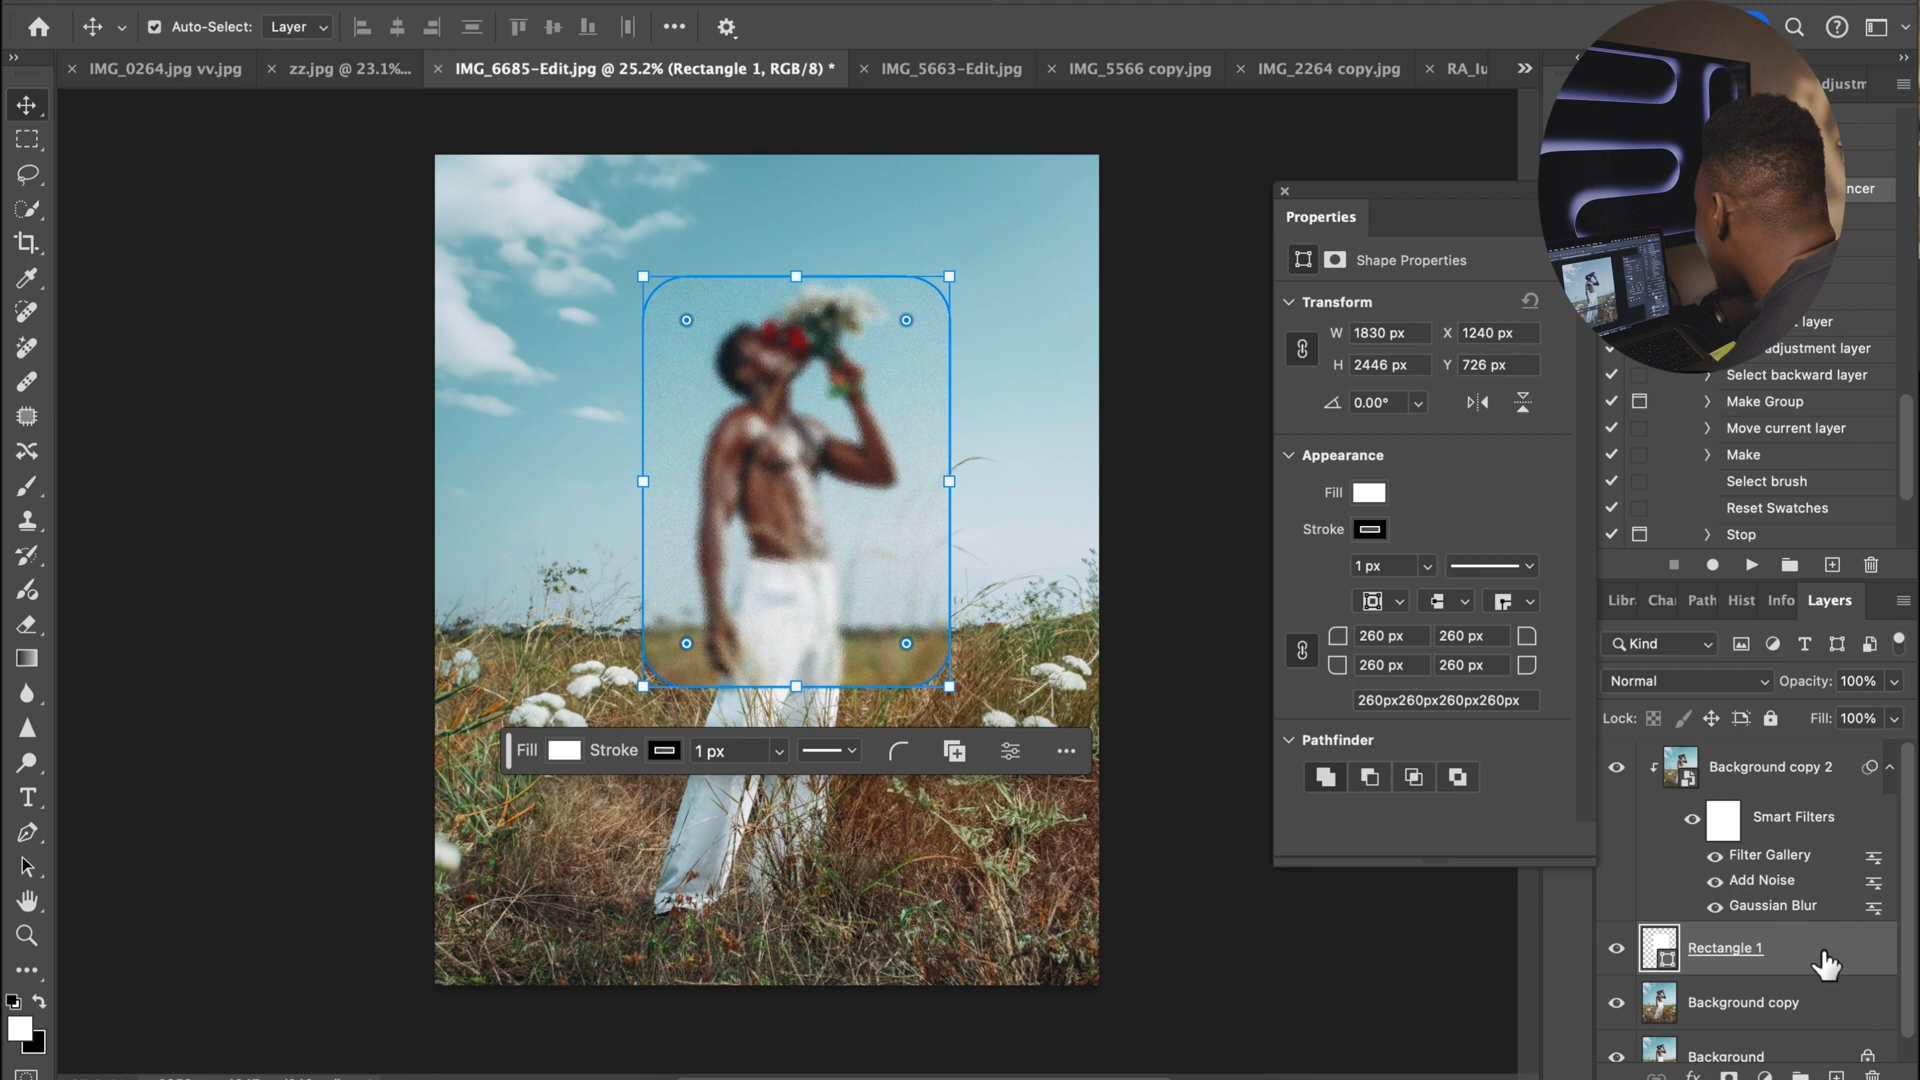 Auto-Select: Layer
IMG_0264.jpg vv.jpg
zz.jpg @ 23.1%...
IMG_6685-Edit.jpg @ 25.2% (Rectangle 1, RGB/8) *
IMG_5663-Edit.jpg
IMG_5566 copy.jpg
IMG_2264 copy.jpg
RA_lu
djustm
ncer
Properties
Shape Properties
Transform
W 1830 px X 1240 px
H 2446 px Y 726 px
0.00°
Appearance
Fill
Stroke
1 px
260 px 260 px
260 px 260 px
260px260px260px260px
Pathfinder
Fill Stroke 1 px
layer
adjustment layer
Select backward layer
Make Group
Move current layer
Make
Select brush
Reset Swatches
Stop
Libr Cha Path Hist Info Layers
Kind
Normal Opacity: 100%
Lock: Fill: 100%
Background copy 2
Smart Filters
Filter Gallery
Add Noise
Gaussian Blur
Rectangle 1
Background copy
Background
fx